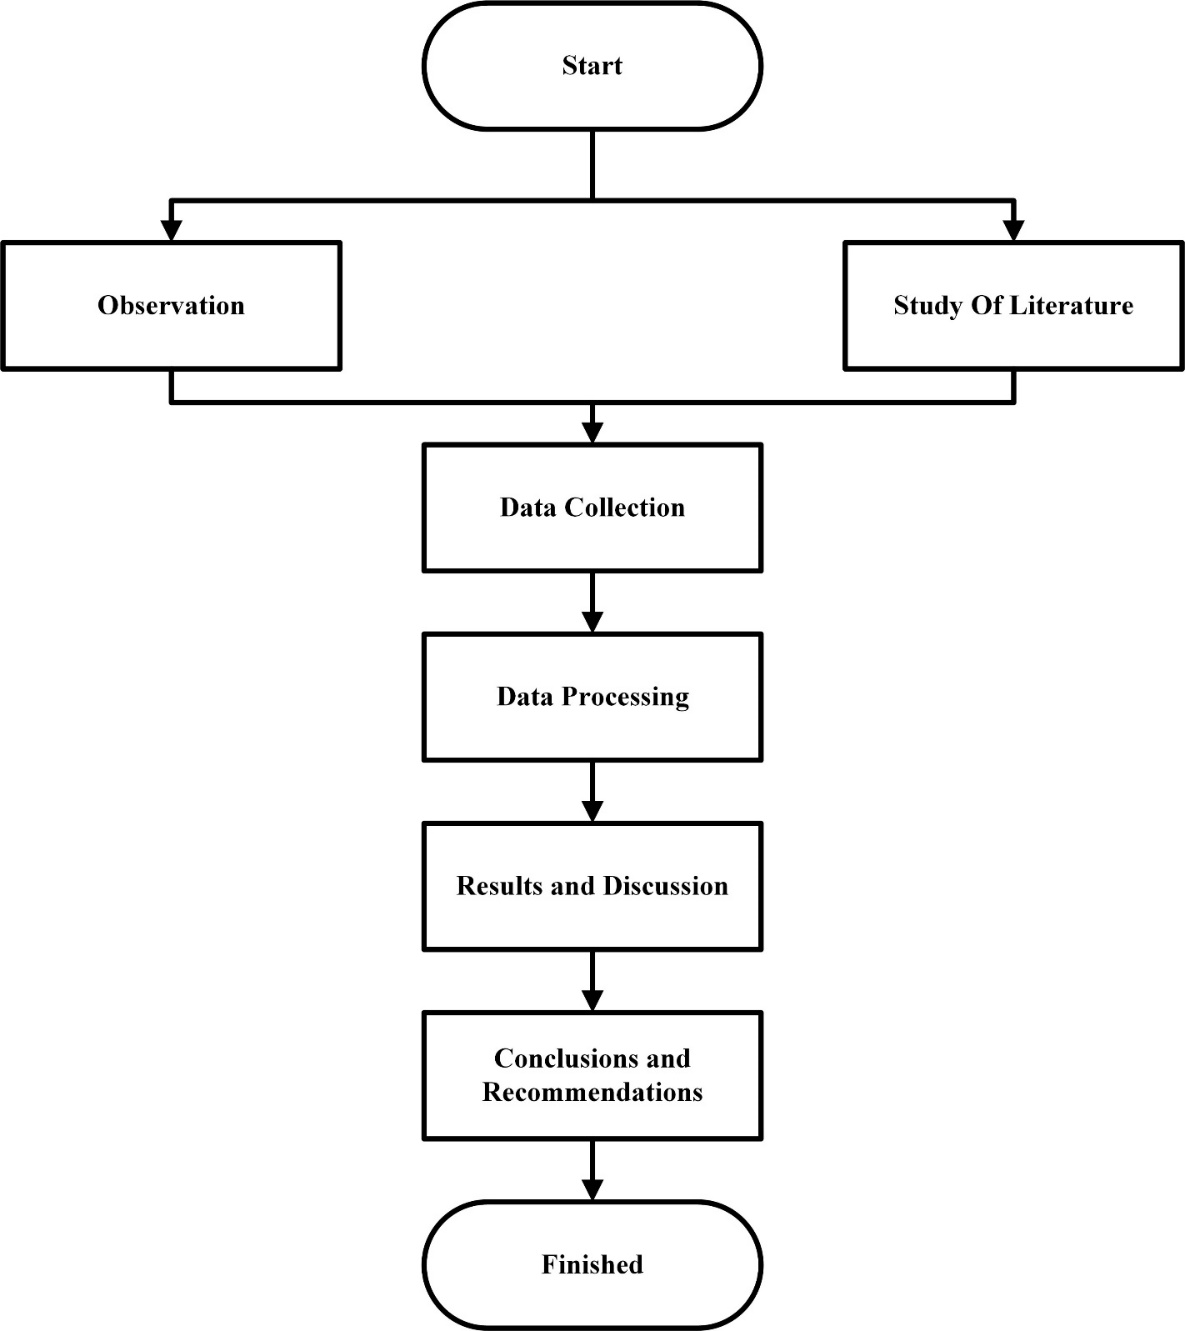 Start
Observation
Study Of Literature
Data Collection
Data Processing
Results and Discussion
Conclusions and
Recommendations
Finished